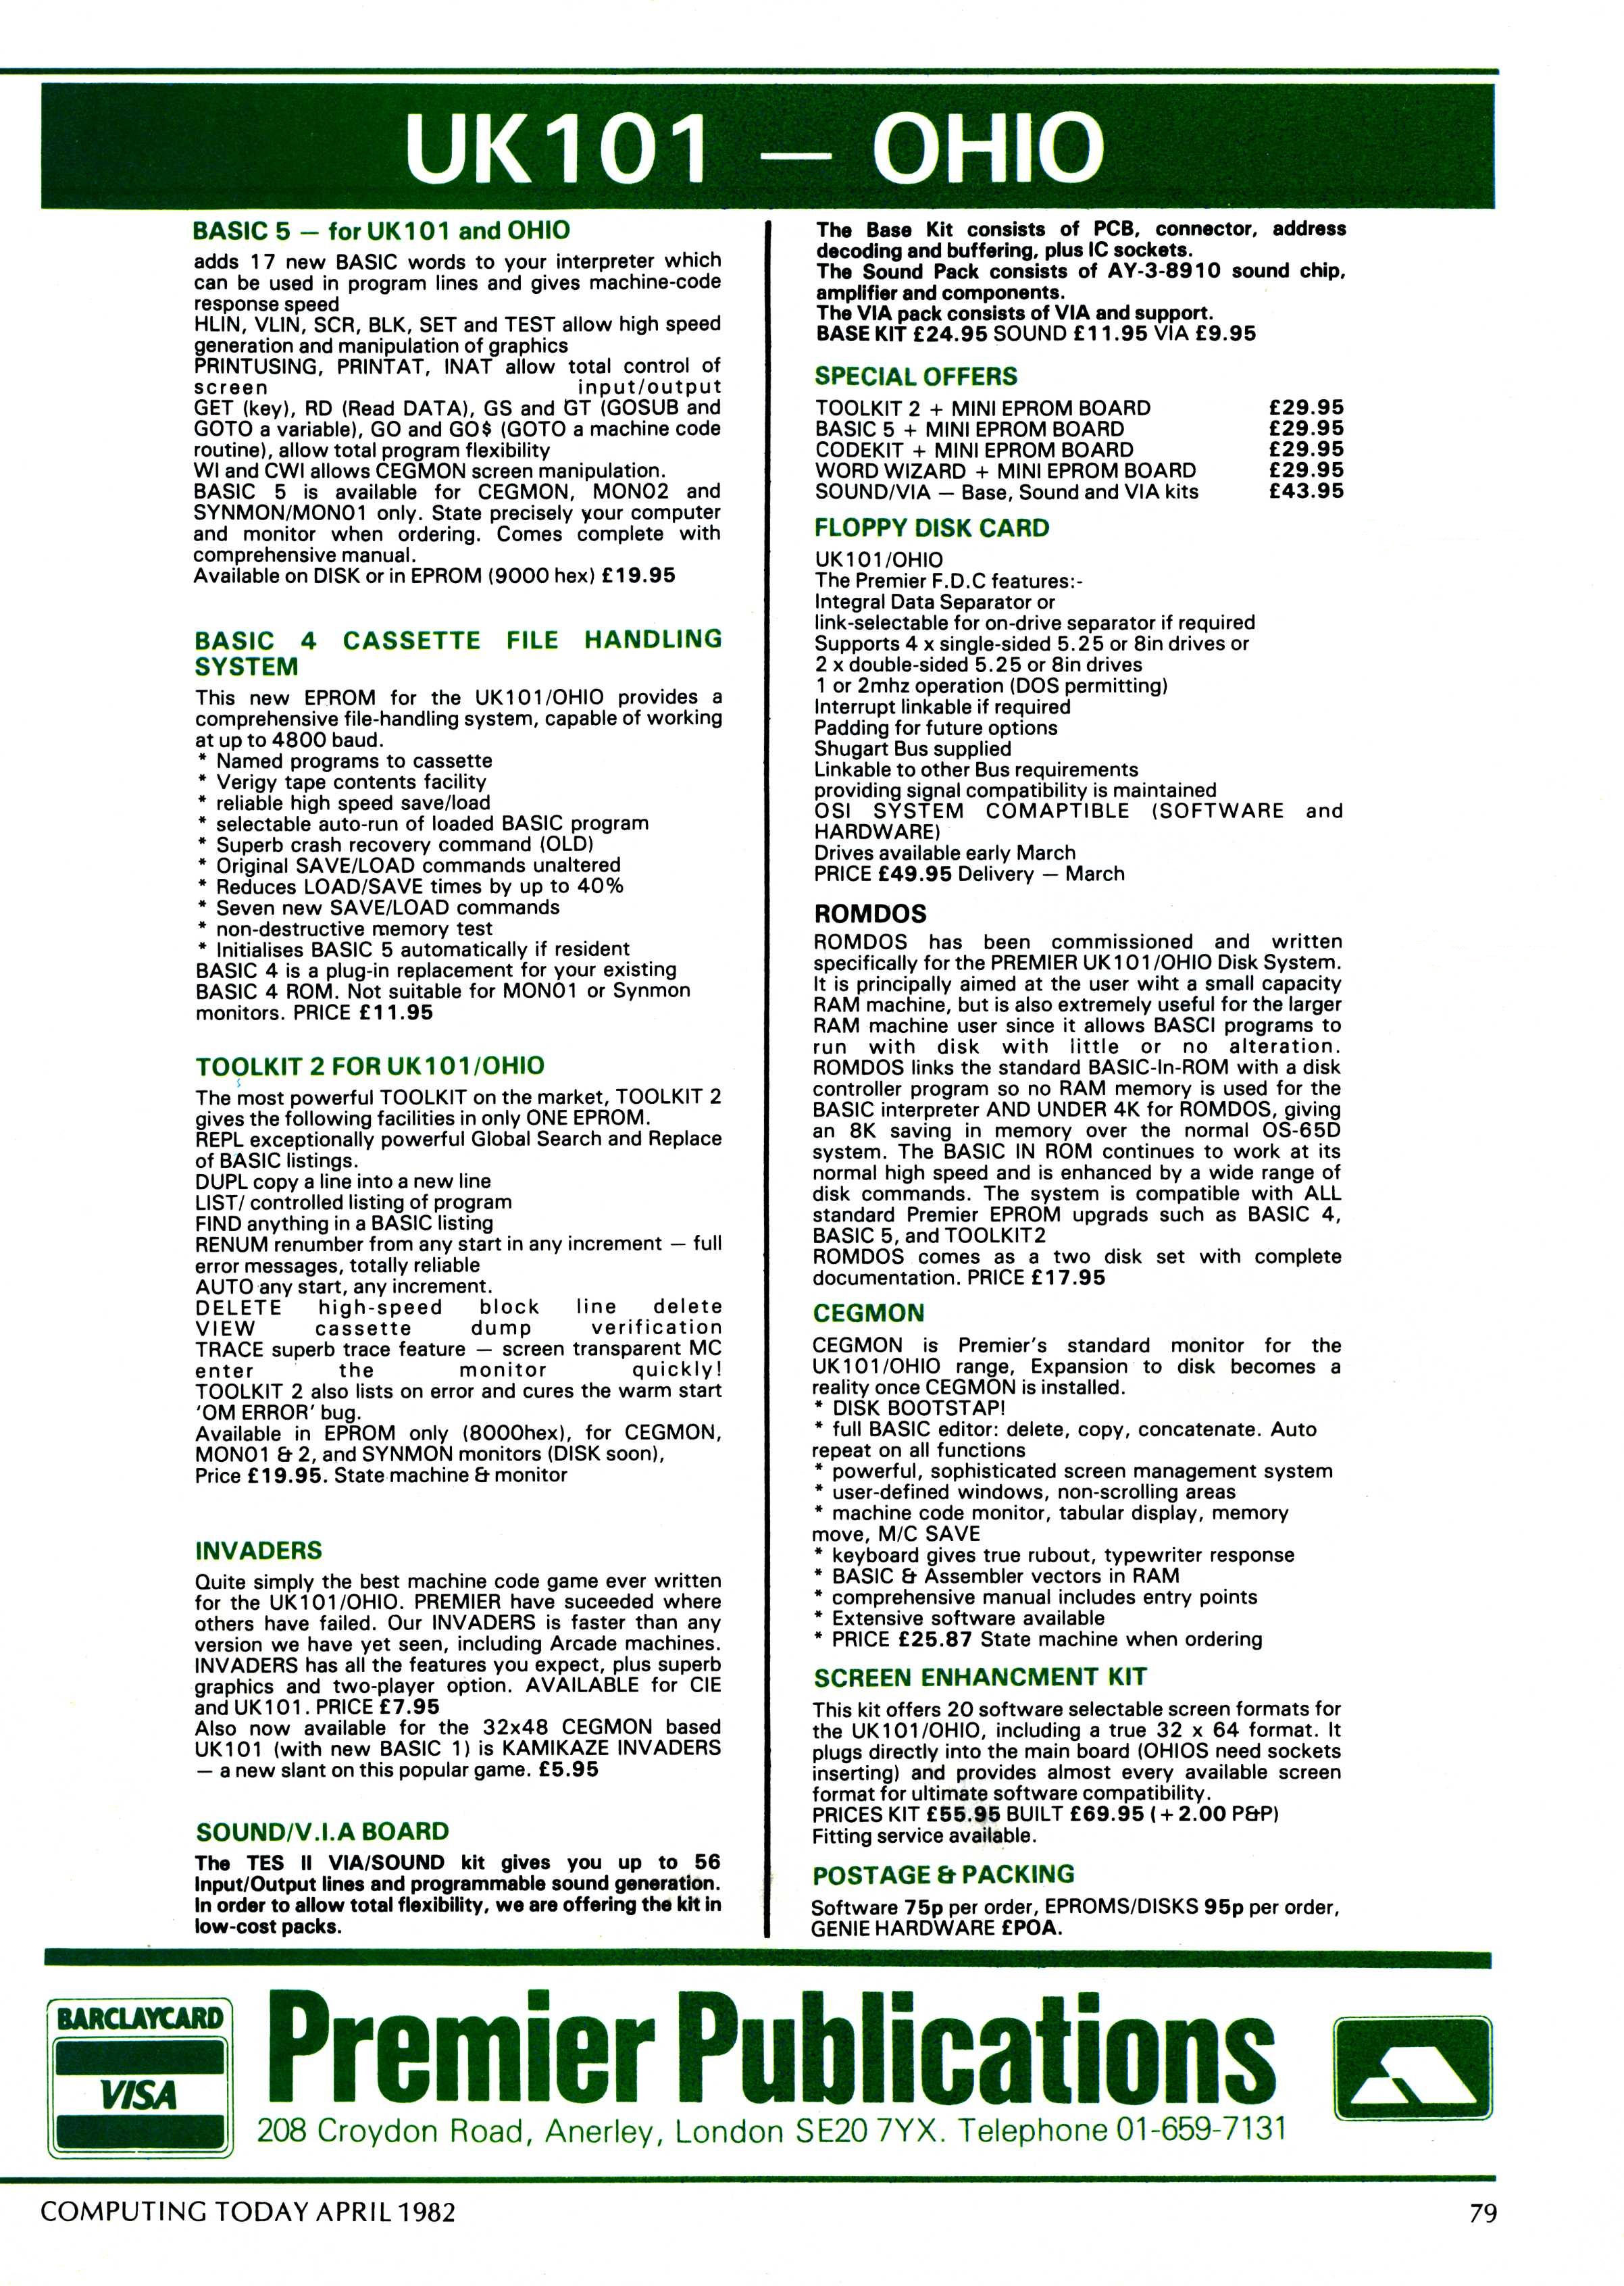 UK101 — OHIO
BASIC 5 — for UK101 and OHIO
adds 17 new BASIC words to your interpreter which
can be used in program lines and gives machine-code
response speed
HLIN, VLIN, SCR, BLK, SET and TEST allow high speed
generation and manipulation of graphics
PRINTUSING, PRINTAT, INAT allow total control of
screen input/output
GET (key), RD (Read DATA), GS and GT (GOSUB and
GOTO a variable), GO and GO$ (GOTO a machine code
routine), allow total program flexibility
WI and CWI allows CEGMON screen manipulation.
BASIC 5 is available for CEGMON, MON02 and
SYNMON/MON01 only. State precisely your computer
and monitor when ordering. Comes complete with
comprehensive manual.
Available on DISK or in EPROM (9000 hex) £19.95
BASIC 4 CASSETTE FILE HANDLING
SYSTEM
This new EPROM for the UK101/OHIO provides a
comprehensive file-handling system, capable of working
at up to 4800 baud.
* Named programs to cassette
* Verigy tape contents facility
* reliable high speed save/load
* selectable auto-run of loaded BASIC program
* Superb crash recovery command (OLD)
* Original SAVE/LOAD commands unaltered
* Reduces LOAD/SAVE times by up to 40%
* Seven new SAVE/LOAD commands
* non-destructive memory test
* Initialises BASIC 5 automatically if resident
BASIC 4 is a plug-in replacement for your existing
BASIC 4 ROM. Not suitable for MON01 or Synmon
monitors. PRICE £11.95
TOOLKIT 2 FOR UK101/OHIO
The most powerful TOOLKIT on the market, TOOLKIT 2
gives the following facilities in only ONE EPROM.
REPL exceptionally powerful Global Search and Replace
of BASIC listings.
DUPL copy a line into a new line
LIST/ controlled listing of program
FIND anything in a BASIC listing
RENUM renumber from any start in any increment — full
error messages, totally reliable
AUTO any start, any increment.
DELETE high-speed block line delete
VIEW cassette dump verification
TRACE superb trace feature — screen transparent MC
enter the monitor quickly!
TOOLKIT 2 also lists on error and cures the warm start
'OM ERROR' bug.
Available in EPROM only (8000hex), for CEGMON,
MON01 & 2, and SYNMON monitors (DISK soon),
Price £19.95. State machine & monitor
INVADERS
Quite simply the best machine code game ever written
for the UK101/OHIO. PREMIER have suceeded where
others have failed. Our INVADERS is faster than any
version we have yet seen, including Arcade machines.
INVADERS has all the features you expect, plus superb
graphics and two-player option. AVAILABLE for CIE
and UK101. PRICE £7.95
Also now available for the 32x48 CEGMON based
UK101 (with new BASIC 1) is KAMIKAZE INVADERS
— a new slant on this popular game. £5.95
SOUND/V.I.A BOARD
The TES II VIA/SOUND kit gives you up to 56
Input/Output lines and programmable sound generation.
In order to allow total flexibility, we are offering the kit in
low-cost packs.
The Base Kit consists of PCB, connector, address
decoding and buffering, plus IC sockets.
The Sound Pack consists of AY-3-8910 sound chip,
amplifier and components.
The VIA pack consists of VIA and support.
BASE KIT £24.95 SOUND £11.95 VIA £9.95
SPECIAL OFFERS
TOOLKIT 2 + MINI EPROM BOARD £29.95
BASIC 5 + MINI EPROM BOARD £29.95
CODEKIT + MINI EPROM BOARD £29.95
WORD WIZARD + MINI EPROM BOARD £29.95
SOUND/VIA — Base, Sound and VIA kits £43.95
FLOPPY DISK CARD
UK101/OHIO
The Premier F.D.C features:-
Integral Data Separator or
link-selectable for on-drive separator if required
Supports 4 x single-sided 5.25 or 8in drives or
2 x double-sided 5.25 or 8in drives
1 or 2mhz operation (DOS permitting)
Interrupt linkable if required
Padding for future options
Shugart Bus supplied
Linkable to other Bus requirements
providing signal compatibility is maintained
OSI SYSTEM COMAPTIBLE (SOFTWARE and
HARDWARE)
Drives available early March
PRICE £49.95 Delivery — March
ROMDOS
ROMDOS has been commissioned and written
specifically for the PREMIER UK101/OHIO Disk System.
It is principally aimed at the user wiht a small capacity
RAM machine, but is also extremely useful for the larger
RAM machine user since it allows BASCI programs to
run with disk with little or no alteration.
ROMDOS links the standard BASIC-In-ROM with a disk
controller program so no RAM memory is used for the
BASIC interpreter AND UNDER 4K for ROMDOS, giving
an 8K saving in memory over the normal OS-65D
system. The BASIC IN ROM continues to work at its
normal high speed and is enhanced by a wide range of
disk commands. The system is compatible with ALL
standard Premier EPROM upgrads such as BASIC 4,
BASIC 5, and TOOLKIT2
ROMDOS comes as a two disk set with complete
documentation. PRICE £17.95
CEGMON
CEGMON is Premier's standard monitor for the
UK101/OHIO range, Expansion to disk becomes a
reality once CEGMON is installed.
* DISK BOOTSTAP!
* full BASIC editor: delete, copy, concatenate. Auto
repeat on all functions
* powerful, sophisticated screen management system
* user-defined windows, non-scrolling areas
* machine code monitor, tabular display, memory
move, M/C SAVE
* keyboard gives true rubout, typewriter response
* BASIC & Assembler vectors in RAM
* comprehensive manual includes entry points
* Extensive software available
* PRICE £25.87 State machine when ordering
SCREEN ENHANCMENT KIT
This kit offers 20 software selectable screen formats for
the UK101/OHIO, including a true 32 x 64 format. It
plugs directly into the main board (OHIOS need sockets
inserting) and provides almost every available screen
format for ultimate software compatibility.
PRICES KIT £55.95 BUILT £69.95 (+ 2.00 P&P)
Fitting service available.
POSTAGE & PACKING
Software 75p per order, EPROMS/DISKS 95p per order,
GENIE HARDWARE £POA.
BARCLAYCARD
VISA
Premier Publications
208 Croydon Road, Anerley, London SE20 7YX. Telephone 01-659-7131
COMPUTING TODAY APRIL 1982
79